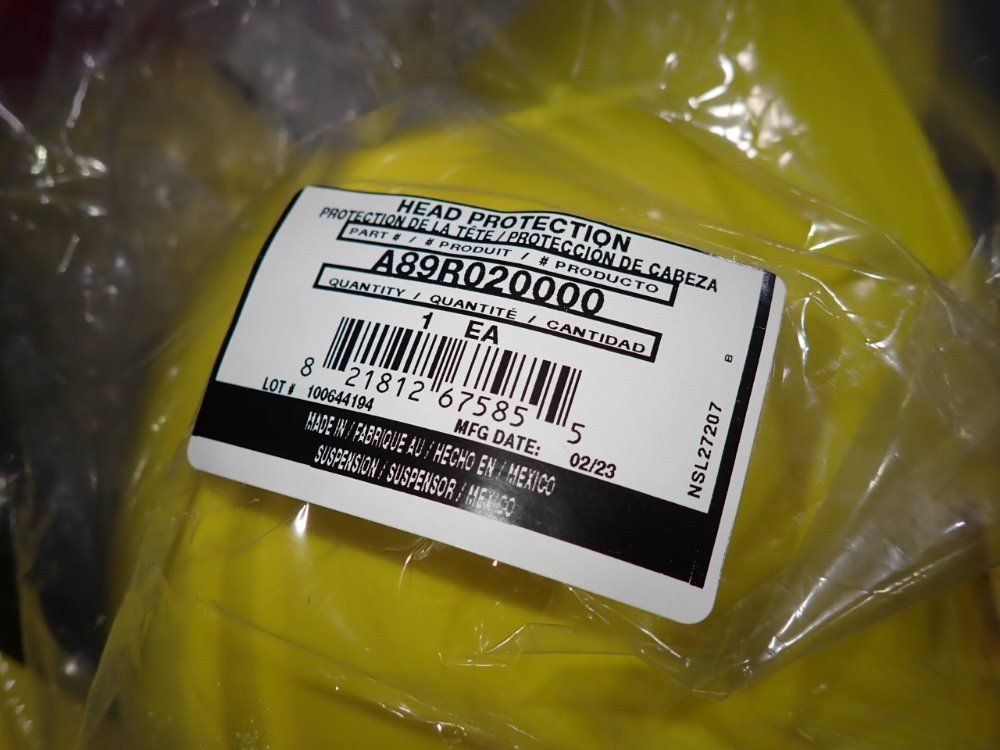 HEAD PROTECTION
PROTECTION DE LA TÊTE / PROTECCIÓN DE CABEZA
PART # / # PRODUIT / # PRODUCTO
A89R020000
QUANTITY / QUANTITÉ / CANTIDAD
1 EA
8 21812 67585 5
LOT # 100644194
MFG DATE: 02/23
MADE IN / FABRIQUE AU / HECHO EN / MEXICO
SUSPENSION / SUSPENSOR / MEXICO
NSL27207 B